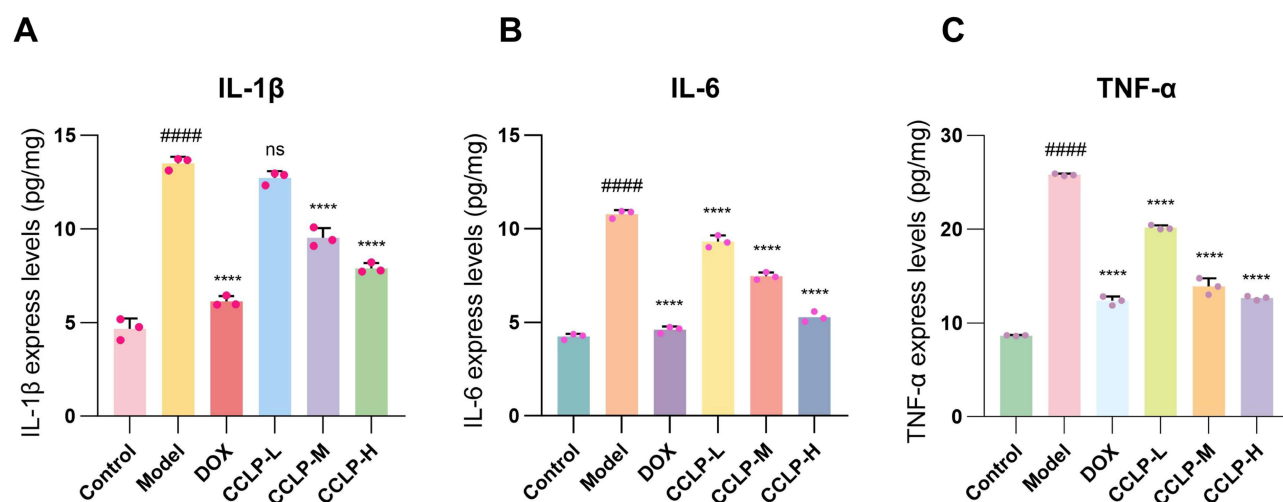 A
IL-1β
IL-1β express levels (pg/mg)
15
10
5
0
####
****
ns
****
****
Control
Model
DOX
CCLP-L
CCLP-M
CCLP-H
B
IL-6
IL-6 express levels (pg/mg)
15
10
5
0
####
****
****
****
****
Control
Model
DOX
CCLP-L
CCLP-M
CCLP-H
C
TNF-α
TNF-α express levels (pg/mg)
30
20
10
0
####
****
****
****
****
Control
Model
DOX
CCLP-L
CCLP-M
CCLP-H